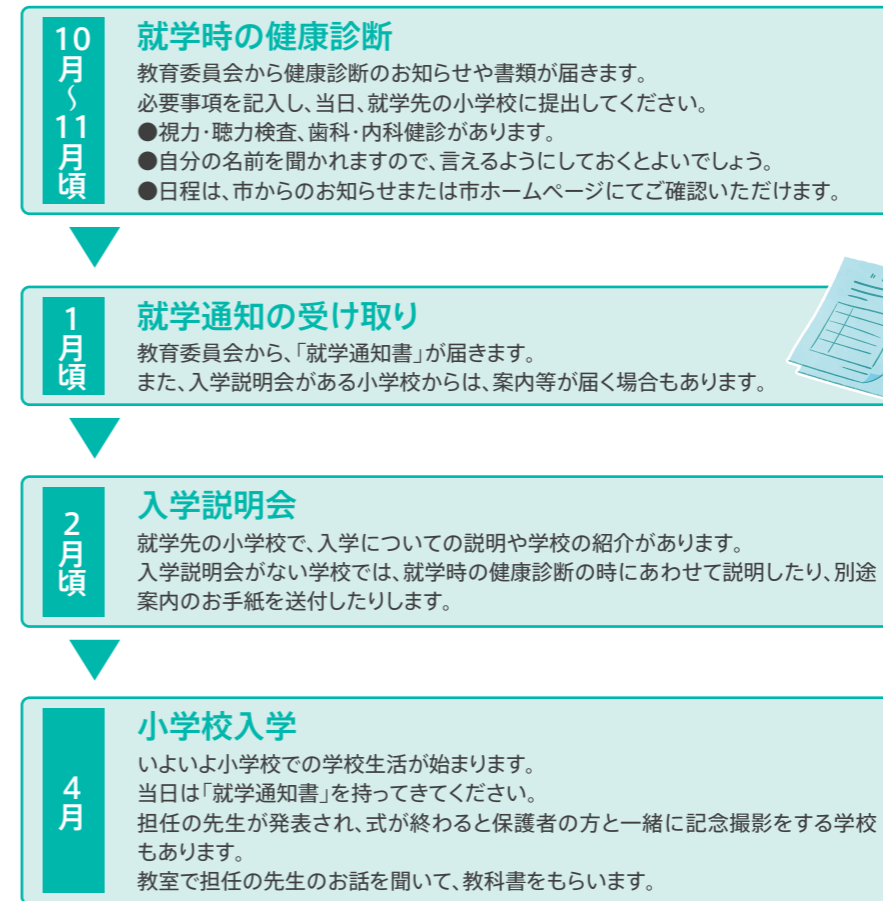 10月〜11月頃
就学時の健康診断
教育委員会から健康診断のお知らせや書類が届きます。
必要事項を記入し、当日、就学先の小学校に提出してください。
●視力・聴力検査、歯科・内科健診があります。
●自分の名前を聞かれますので、言えるようにしておくとよいでしょう。
●日程は、市からのお知らせまたは市ホームページにてご確認いただけます。
1月頃
就学通知の受け取り
教育委員会から、「就学通知書」が届きます。
また、入学説明会がある小学校からは、案内等が届く場合もあります。
2月頃
入学説明会
就学先の小学校で、入学についての説明や学校の紹介があります。
入学説明会がない学校では、就学時の健康診断の時にあわせて説明したり、別途
案内のお手紙を送付したりします。
4月
小学校入学
いよいよ小学校での学校生活が始まります。
当日は「就学通知書」を持ってきてください。
担任の先生が発表され、式が終わると保護者の方と一緒に記念撮影をする学校
もあります。
教室で担任の先生のお話を聞いて、教科書をもらいます。